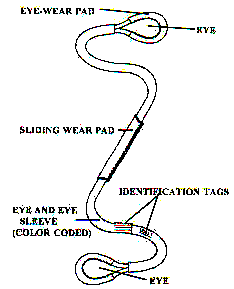 EYE-WEAR PAD
EYE
SLIDING WEAR PAD
IDENTIFICATION TAGS
EYE AND EYE
SLEEVE
(COLOR CODED)
EYE